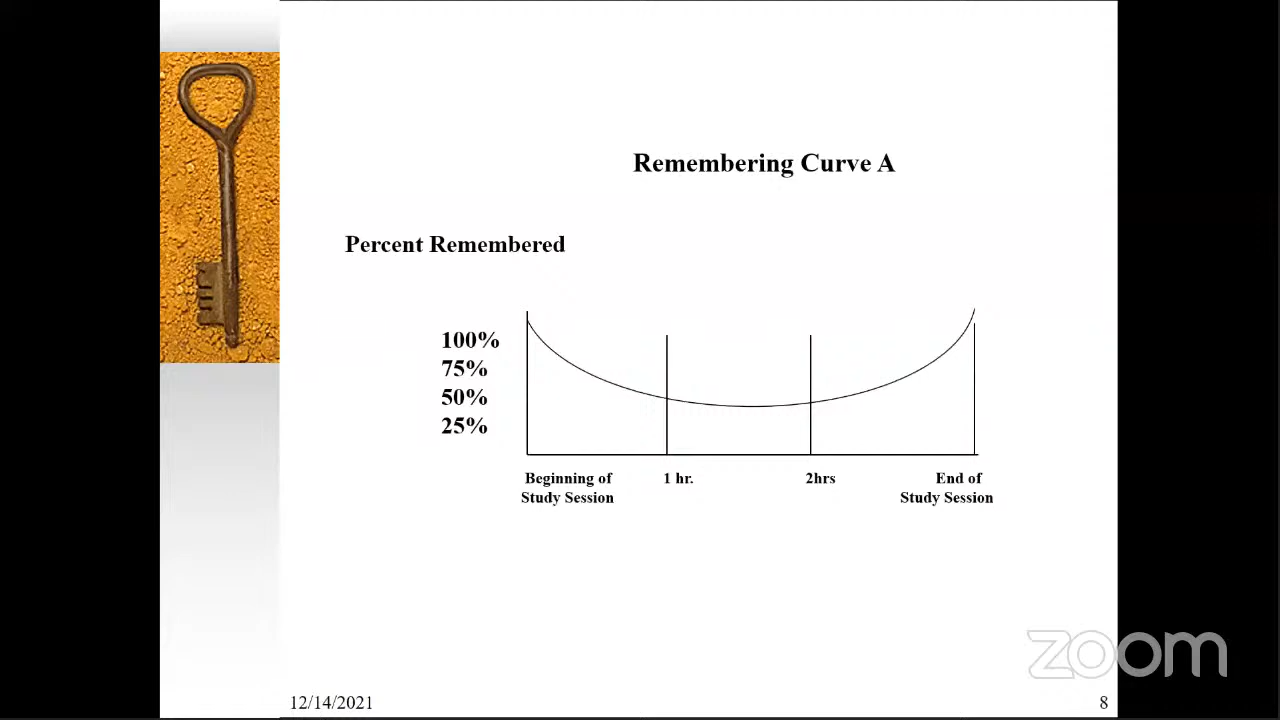 Remembering Curve A
Percent Remembered
100%
75%
50%
25%
Beginning of
Study Session
1 hr.
2hrs
End of
Study Session
zoom
12/14/2021
8